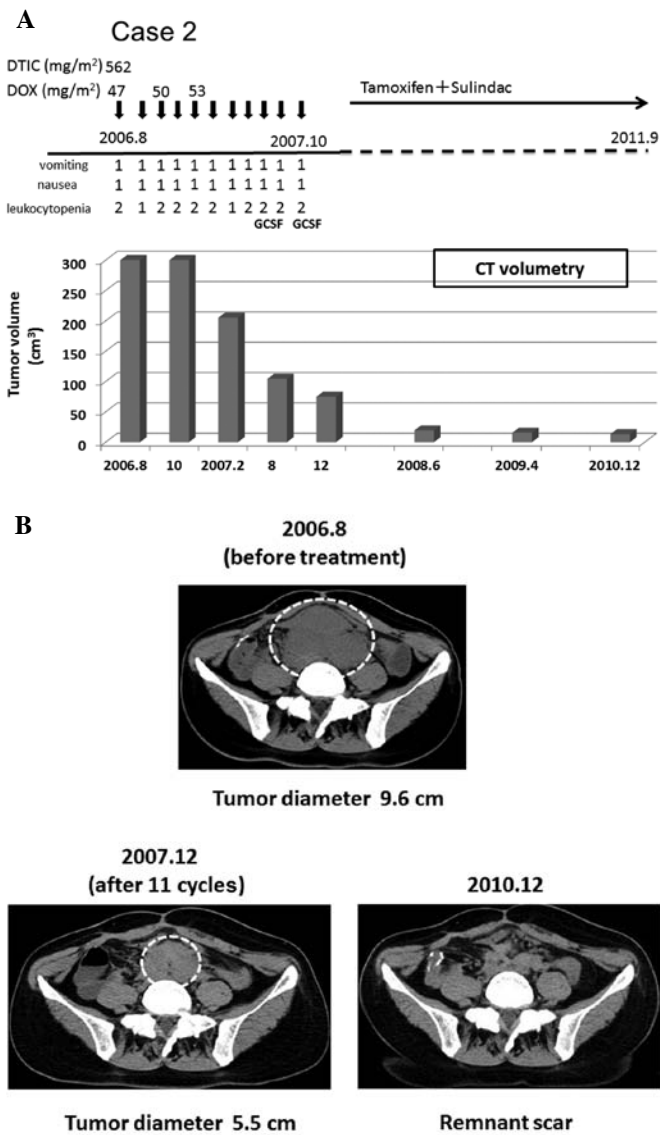 A
Case 2
DTIC (mg/m²) 562
DOX (mg/m²) 47 50 53
Tamoxifen+Sulindac
2006.8 2007.10 2011.9
vomiting 1 1 1 1 1 1 1 1 1 1 1
nausea 1 1 1 1 1 1 1 1 1 1 1
leukocytopenia 2 1 2 2 2 2 1 2 2 2 2
GCSF GCSF
CT volumetry
Tumor volume
(cm³)
300
250
200
150
100
50
0
2006.8 10 2007.2 8 12 2008.6 2009.4 2010.12
B
2006.8
(before treatment)
Tumor diameter 9.6 cm
2007.12
(after 11 cycles)
2010.12
Tumor diameter 5.5 cm
Remnant scar